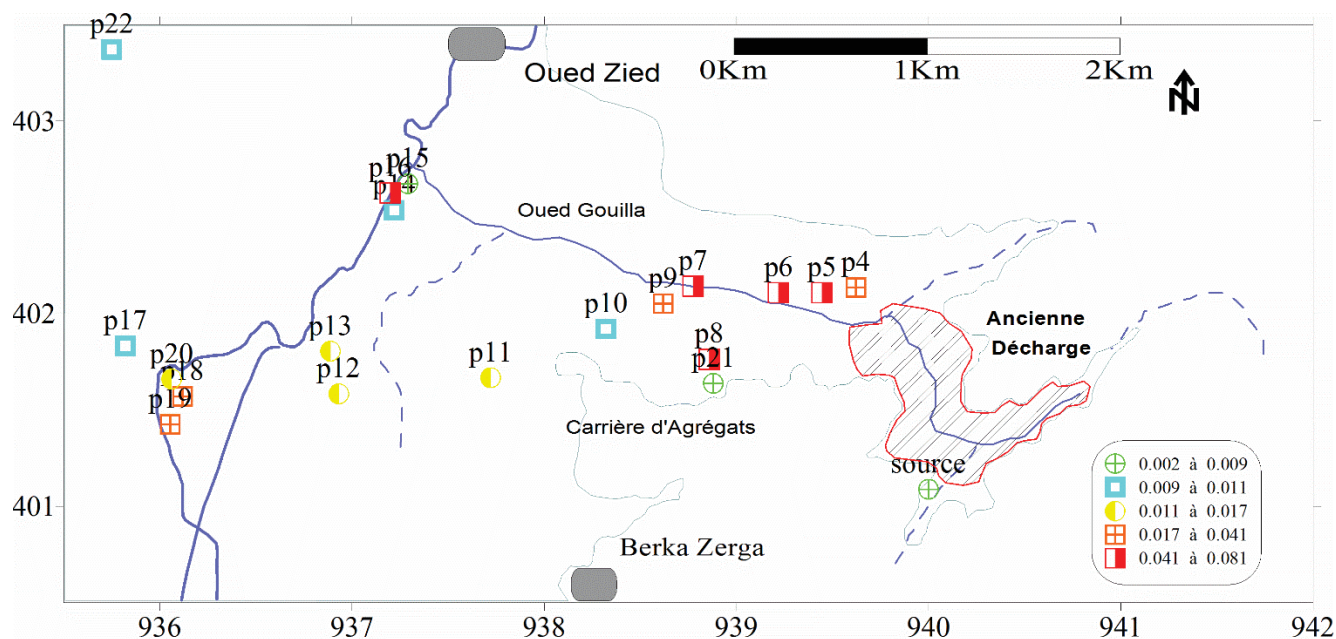 p22
Oued Zied
0Km 1Km 2Km
N
403
p15
p16
p14
Oued Gouilla
p7 p6 p5 p4
p9
402
p10
p17
p13
p8
Ancienne
Décharge
p20
p18
p12
p11
p21
p19
Carrière d'Agrégats
source
401
Berka Zerga
0.002 à 0.009
0.009 à 0.011
0.011 à 0.017
0.017 à 0.041
0.041 à 0.081
936 937 938 939 940 941 942